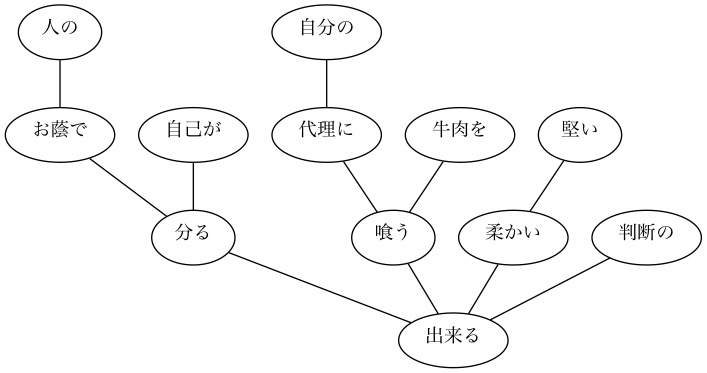 人の
自分の
お蔭で
自己が
代理に
牛肉を
堅い
分る
喰う
柔かい
判断の
出来る